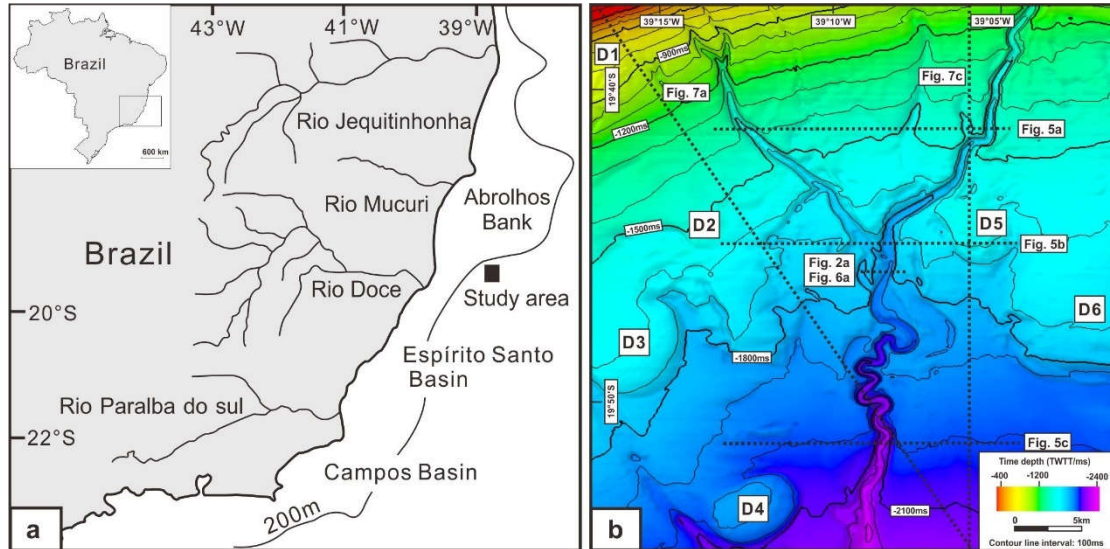 43°W
41°W
39°W
Brazil
600 km
Rio Jequitinhonha
Rio Mucuri
Abrolhos
Bank
Brazil
Rio Doce
Study area
20°S
Espírito Santo
Basin
Rio Paralba do sul
22°S
Campos Basin
200m
a
39°15'W
39°10'W
39°05'W
D1
-900ms
19°40'S
Fig. 7a
Fig. 7c
-1200ms
Fig. 5a
D2
D5
-1500ms
Fig. 5b
Fig. 2a
Fig. 6a
D6
D3
-1800ms
19°50'S
Fig. 5c
Time depth (TWTT/ms)
-400
-1200
-2400
D4
-2100ms
0
5km
Contour line interval: 100ms
b